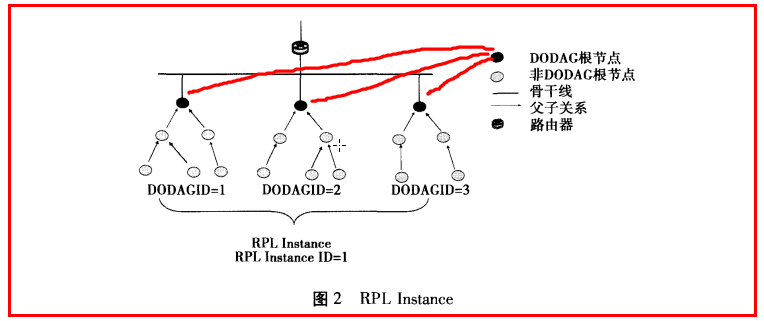 DODAG根节点
非DODAG根节点
骨干线
父子关系
路由器
DODAGID=1 DODAGID=2 DODAGID=3
RPL Instance
RPL Instance ID=1
图2 RPL Instance